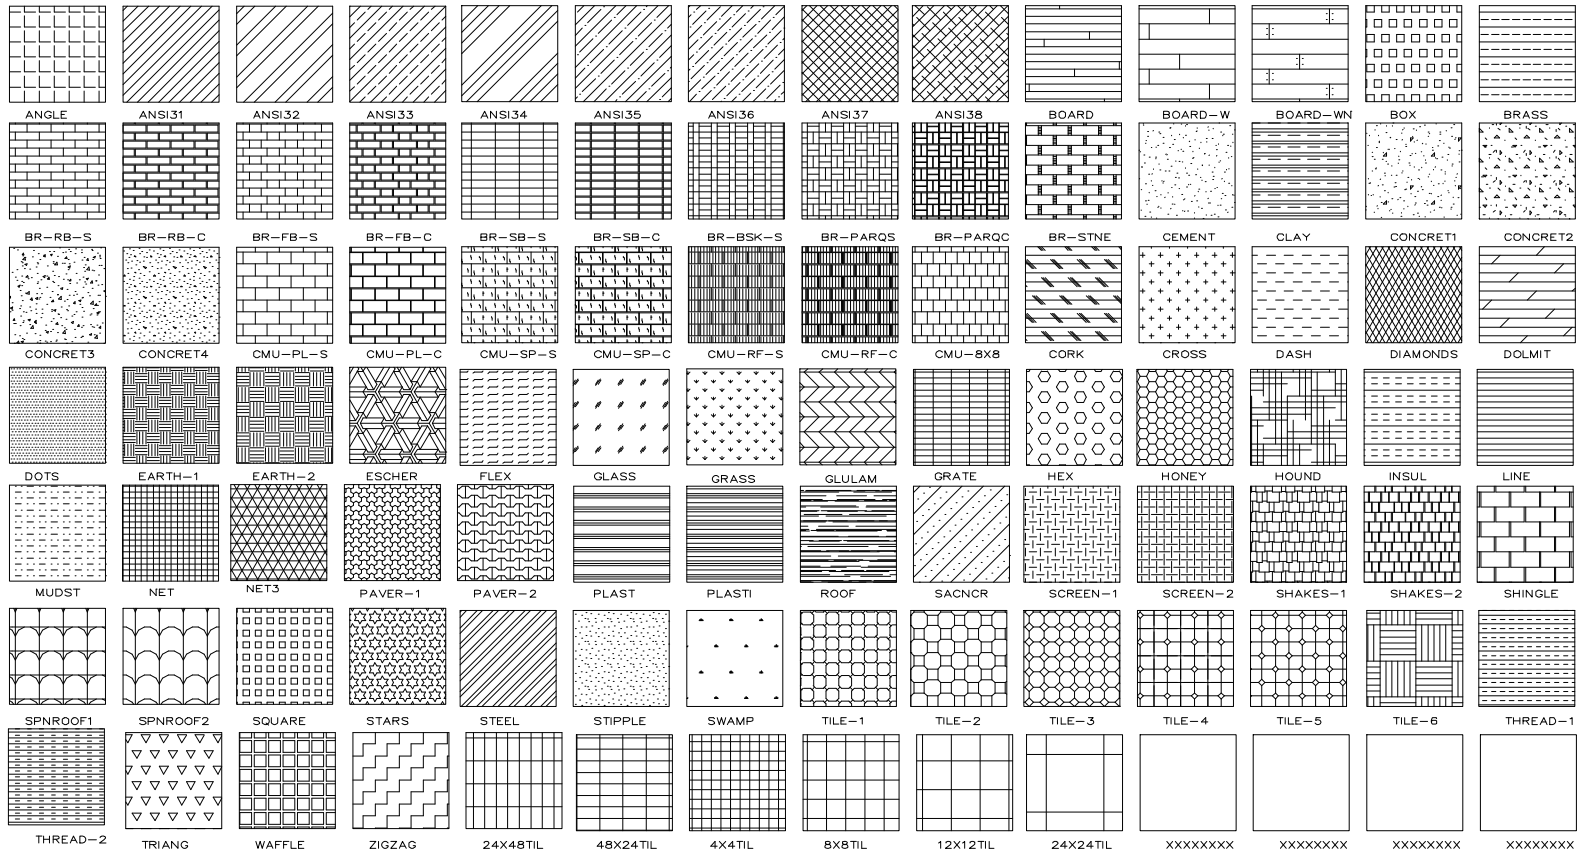 ANGLE ANSI31 ANSI32 ANSI33 ANSI34 ANSI35 ANSI36 ANSI37 ANSI38 BOARD BOARD-W BOARD-WN BOX BRASS
BR-RB-S BR-RB-C BR-FB-S BR-FB-C BR-SB-S BR-SB-C BR-BSK-S BR-PARQS BR-PARQC BR-STNE CEMENT CLAY CONCRET1 CONCRET2
CONCRET3 CONCRET4 CMU-PL-S CMU-PL-C CMU-SP-S CMU-SP-C CMU-RF-S CMU-RF-C CMU-8X8 CORK CROSS DASH DIAMONDS DOLMIT
DOTS EARTH-1 EARTH-2 ESCHER FLEX GLASS GRASS GLULAM GRATE HEX HONEY HOUND INSUL LINE
MUDST NET NET3 PAVER-1 PAVER-2 PLAST PLASTI ROOF SACNCR SCREEN-1 SCREEN-2 SHAKES-1 SHAKES-2 SHINGLE
SPNROOF1 SPNROOF2 SQUARE STARS STEEL STIPPLE SWAMP TILE-1 TILE-2 TILE-3 TILE-4 TILE-5 TILE-6 THREAD-1
THREAD-2 TRIANG WAFFLE ZIGZAG 24X48TIL 48X24TIL 4X4TIL 8X8TIL 12X12TIL 24X24TIL XXXXXXXX XXXXXXXX XXXXXXXX XXXXXXXX